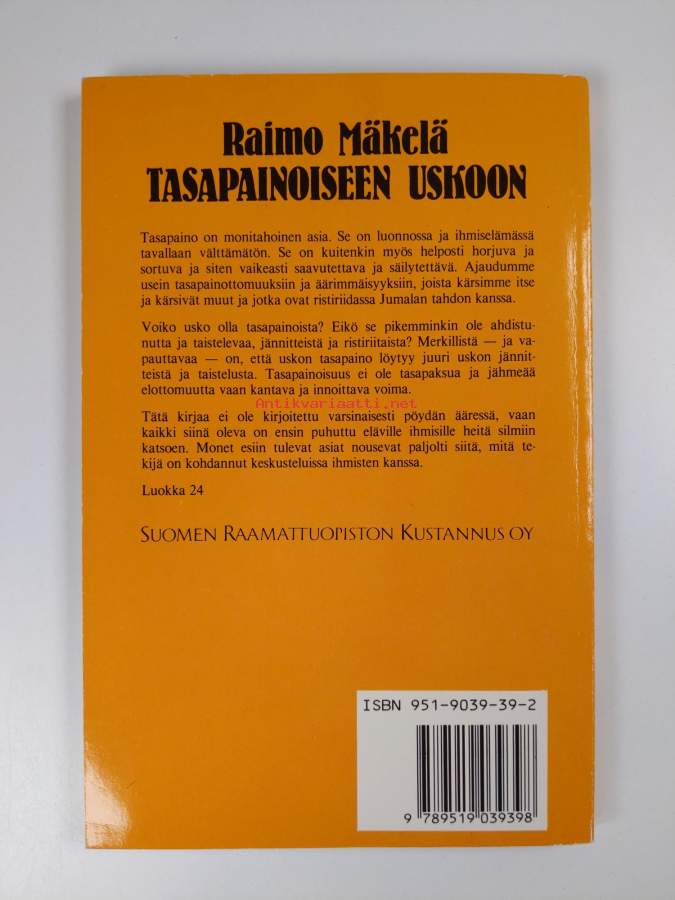 Raimo Mäkelä
TASAPAINOISEEN USKOON
Tasapaino on monitahoinen asia. Se on luonnossa ja ihmiselämässä
tavallaan välttämätön. Se on kuitenkin myös helposti horjuva ja
sortuva ja siten vaikeasti saavutettava ja säilytettävä. Ajaudumme
usein tasapainottomuuksiin ja äärimmäisyyksiin, joista kärsimme itse
ja kärsivät muut ja jotka ovat ristiriidassa Jumalan tahdon kanssa.
Voiko usko olla tasapainoista? Eikö se pikemminkin ole ahdistu-
nutta ja taistelevaa, jännitteistä ja ristiriitaista? Merkillistä — ja va-
pauttavaa — on, että uskon tasapaino löytyy juuri uskon jännit-
teistä ja taistelusta. Tasapainoisuus ei ole tasapaksua ja jähmeää
elottomuutta vaan kantava ja innoittava voima.
Antikvariaatti.net
Tätä kirjaa ei ole kirjoitettu varsinaisesti pöydän ääressä, vaan
kaikki siinä oleva on ensin puhuttu eläville ihmisille heitä silmiin
katsoen. Monet esiin tulevat asiat nousevat paljolti siitä, mitä te-
kijä on kohdannut keskusteluissa ihmisten kanssa.
Luokka 24
SUOMEN RAAMATTUOPISTON KUSTANNUS OY
ISBN 951-9039-39-2
9 789519 039398